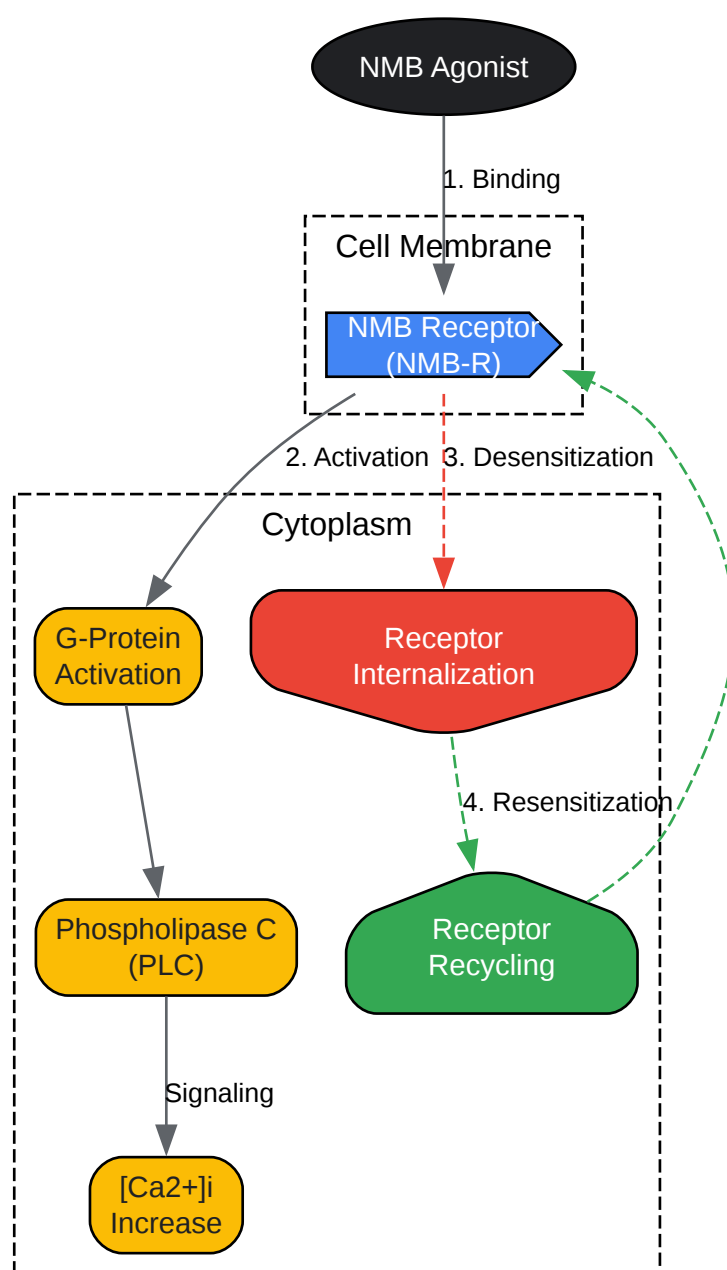 NMB Agonist
1. Binding
Cell Membrane
NMB Receptor
(NMB-R)
2. Activation
3. Desensitization
Cytoplasm
G-Protein
Activation
Receptor
Internalization
4. Resensitization
Phospholipase C
(PLC)
Receptor
Recycling
Signaling
[Ca2+]i
Increase